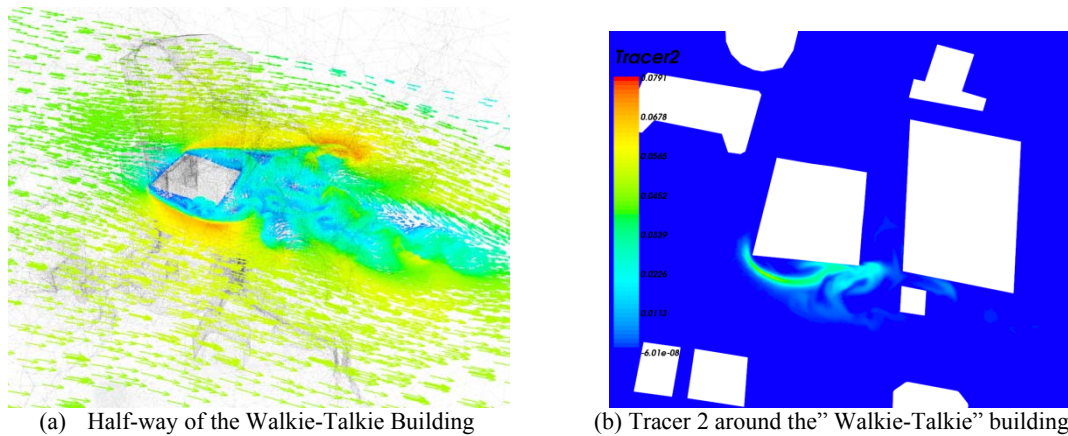 Tracer2
0.0791
0.0678
0.0565
0.0452
0.0339
0.0226
0.0113
-6.01e-08
(a) Half-way of the Walkie-Talkie Building
(b) Tracer 2 around the” Walkie-Talkie” building